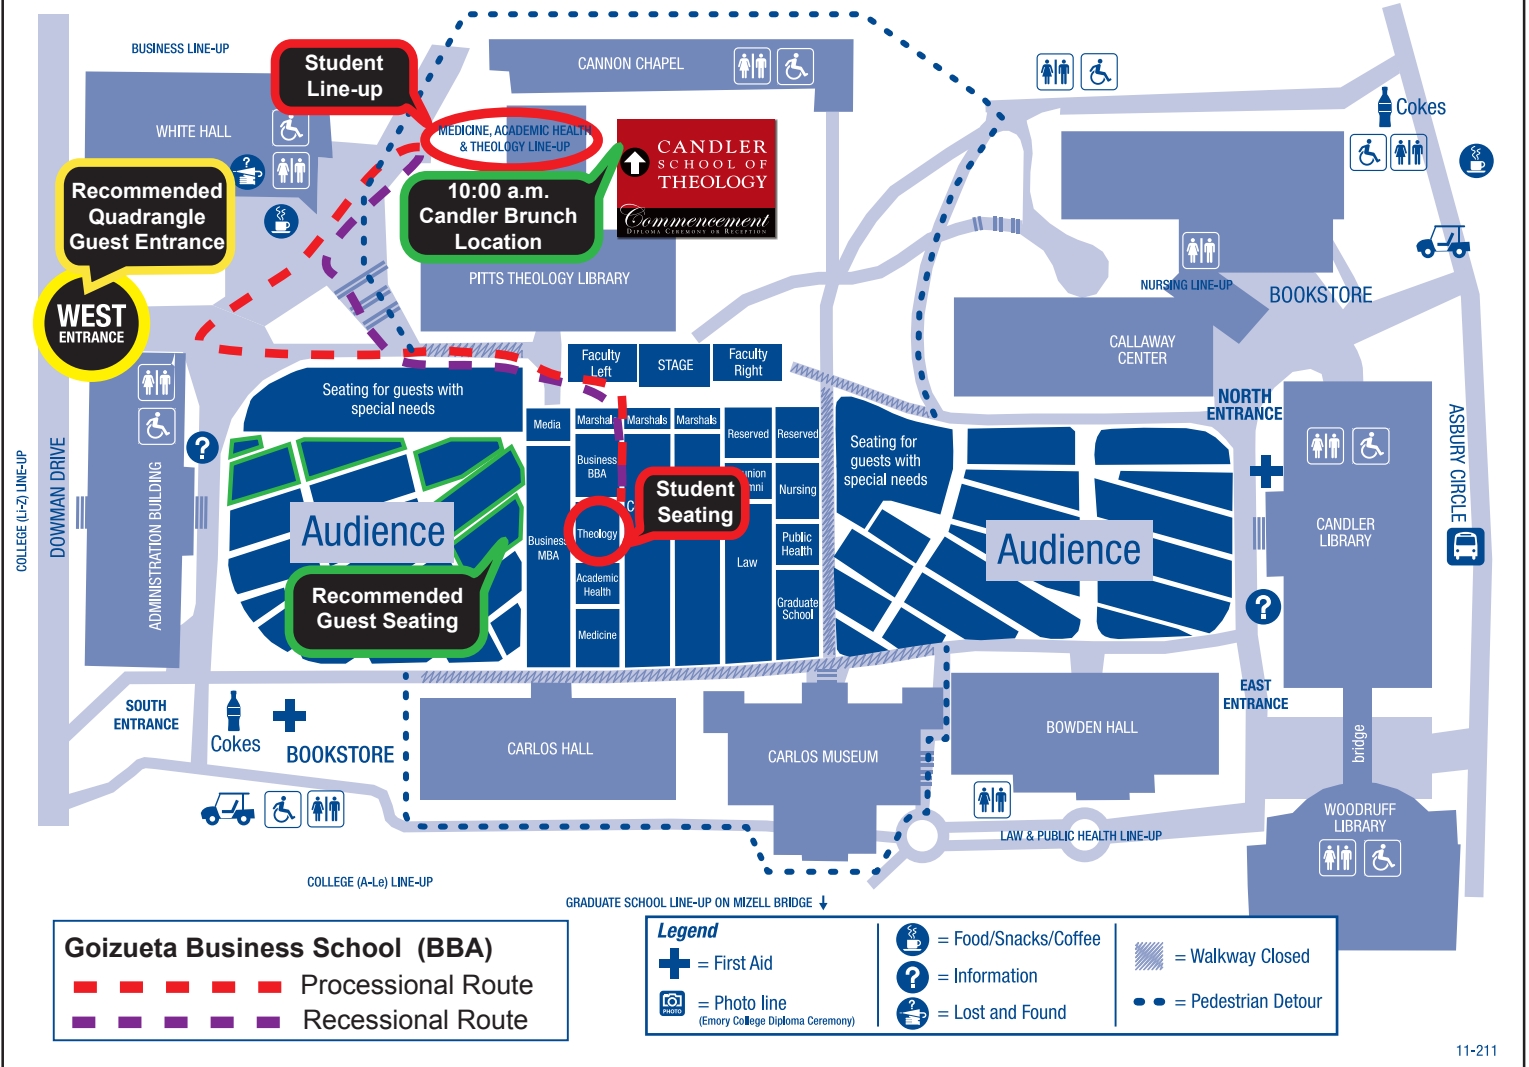 BUSINESS LINE-UP
Student
Line-up
CANNON CHAPEL
Cokes
WHITE HALL
MEDICINE, ACADEMIC HEALTH
& THEOLOGY LINE-UP
CANDLER
SCHOOL OF
THEOLOGY
Commencement
DIPLOMA CEREMONY OR RECEPTION
Recommended
Quadrangle
Guest Entrance
10:00 a.m.
Candler Brunch
Location
PITTS THEOLOGY LIBRARY
WEST
ENTRANCE
NURSING LINE-UP
BOOKSTORE
CALLAWAY
CENTER
Faculty
Left
STAGE
Faculty
Right
Seating for guests with
special needs
NORTH
ENTRANCE
Media
Marshal
Marshals
Marshals
Reserved
Reserved
Seating for
guests with
special needs
Business
BBA
Nursing
Student
Seating
Audience
Business
MBA
Theology
Law
Public
Health
Audience
Academic
Health
Graduate
School
Medicine
Recommended
Guest Seating
COLLEGE (Li-Z) LINE-UP
DOWMAN DRIVE
ADMINISTRATION BUILDING
ASBURY CIRCLE
CANDLER
LIBRARY
SOUTH
ENTRANCE
Cokes
BOOKSTORE
CARLOS HALL
CARLOS MUSEUM
BOWDEN HALL
EAST
ENTRANCE
bridge
WOODRUFF
LIBRARY
LAW & PUBLIC HEALTH LINE-UP
COLLEGE (A-Le) LINE-UP
GRADUATE SCHOOL LINE-UP ON MIZELL BRIDGE
Goizueta Business School (BBA)
Processional Route
Recessional Route
Legend
= First Aid
PHOTO
= Photo line
(Emory College Diploma Ceremony)
= Food/Snacks/Coffee
= Information
= Lost and Found
= Walkway Closed
= Pedestrian Detour
11-211